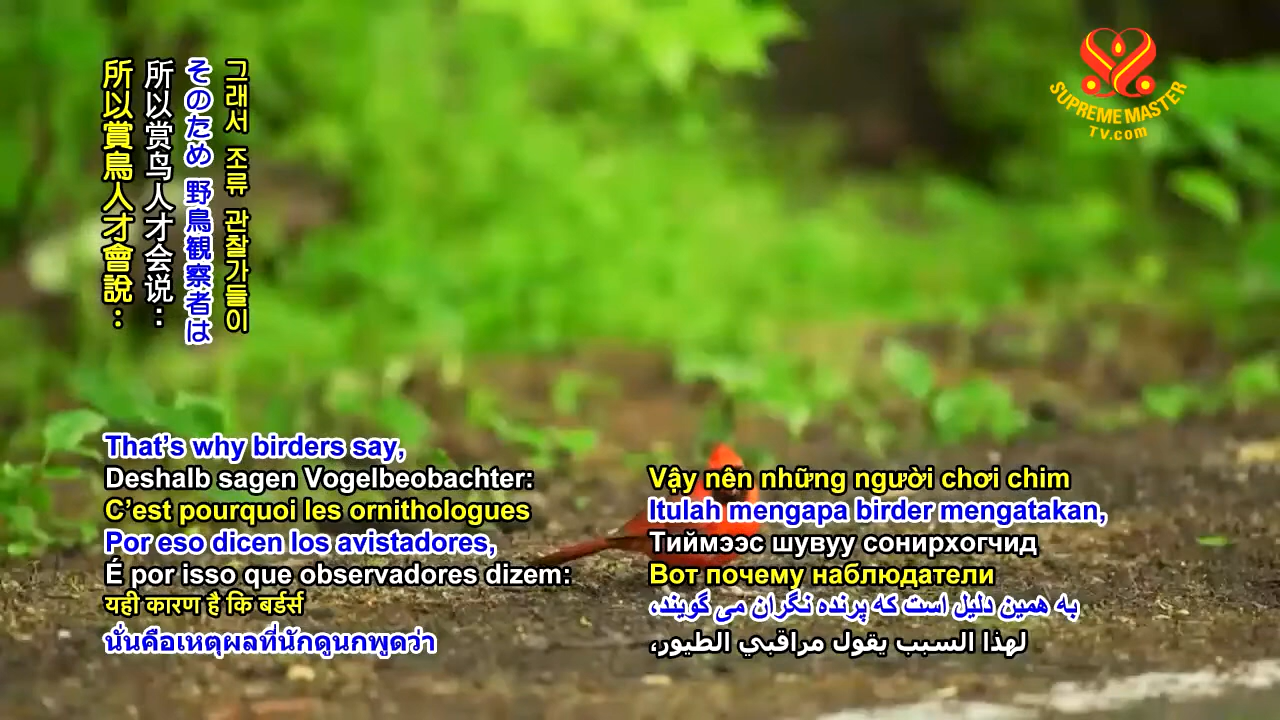 所以賞鳥人才會說：
所以赏鸟人才会说：
そのため 野鳥観察者は
그래서 조류 관찰가들이
SUPREME MASTER
TV.com
That's why birders say,
Deshalb sagen Vogelbeobachter:
C'est pourquoi les ornithologues
Por eso dicen los avistadores,
É por isso que observadores dizem:
यही कारण है कि बर्डर्स
นั่นคือเหตุผลที่นักดูนกพูดว่า
Vậy nên những người chơi chim
Itulah mengapa birder mengatakan,
Тиймээс шувуу сонирхогчид
Вот почему наблюдатели
به همین دلیل است که پرنده نگران می گویند،
لهذا السبب يقول مراقبي الطيور،